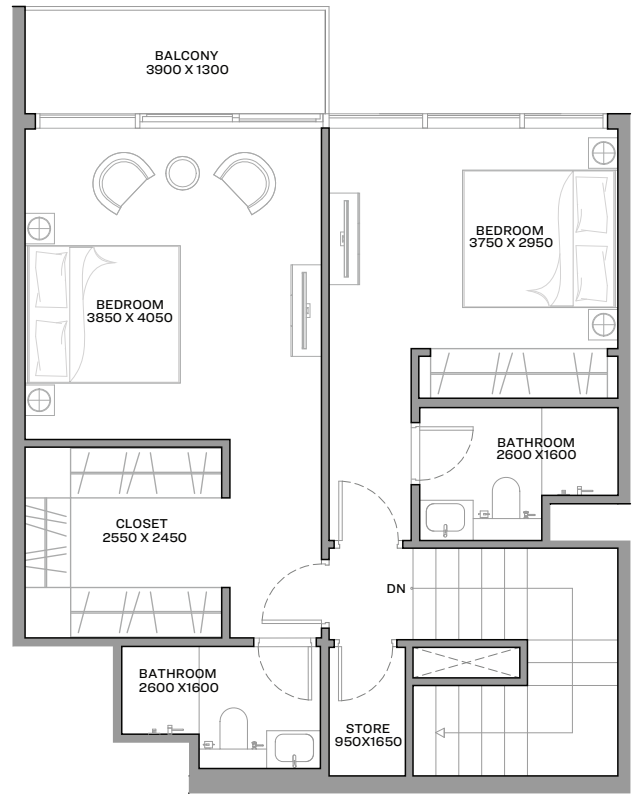 BALCONY
3900 X 1300
BEDROOM
3750 X 2950
BEDROOM
3850 X 4050
BATHROOM
2600 X1600
CLOSET
2550 X 2450
DN
BATHROOM
2600 X1600
STORE
950X1650